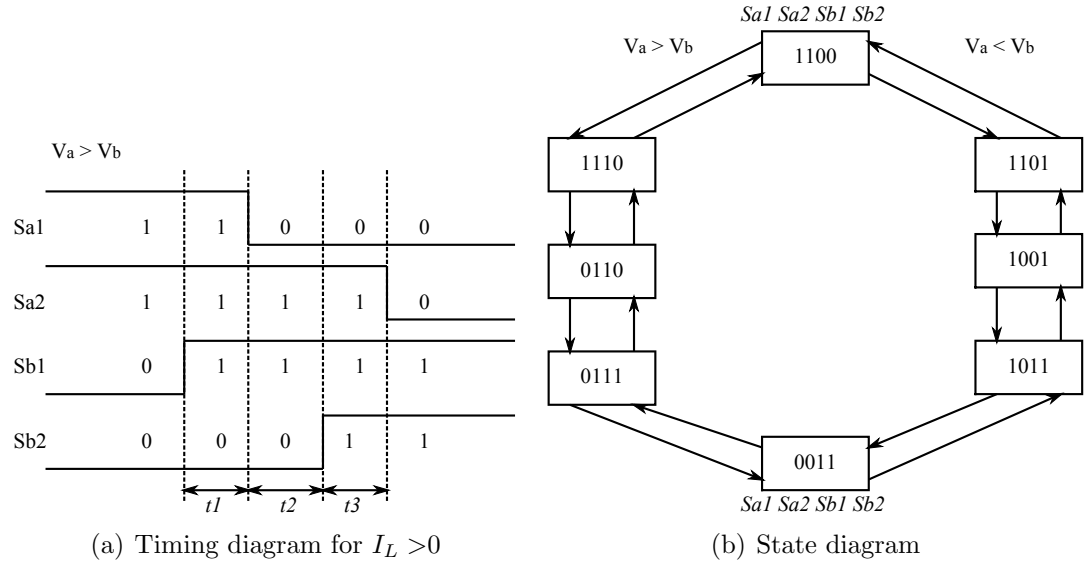 Va > Vb
Sa1 1 1 0 0 0
Sa2 1 1 1 1 0
Sb1 0 1 1 1 1
Sb2 0 0 0 1 1
t1 t2 t3
(a) Timing diagram for I_L >0
Sa1 Sa2 Sb1 Sb2
Va > Vb Va < Vb
1100
1110 1101
0110 1001
0111 1011
0011
Sa1 Sa2 Sb1 Sb2
(b) State diagram